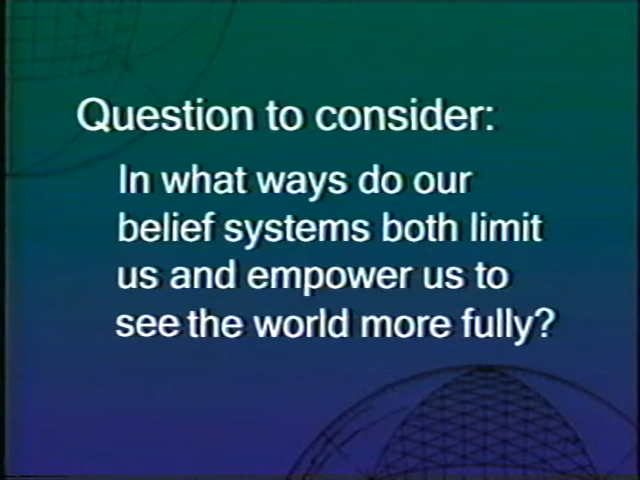 Question to consider:
In what ways do our
belief systems both limit
us and empower us to
see the world more fully?